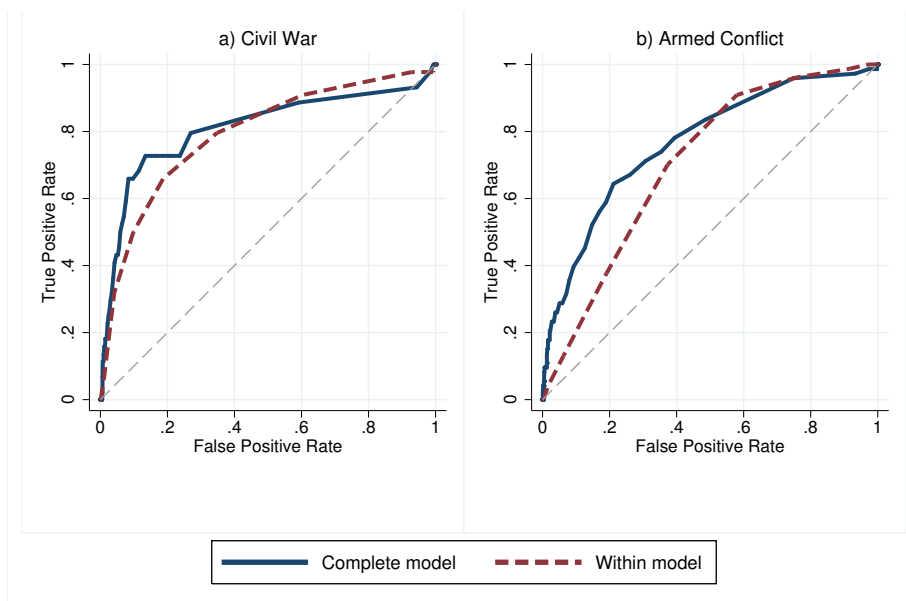 a) Civil War
True Positive Rate
1
.8
.6
.4
.2
0
0 .2 .4 .6 .8 1
False Positive Rate
b) Armed Conflict
True Positive Rate
1
.8
.6
.4
.2
0
0 .2 .4 .6 .8 1
False Positive Rate
Complete model Within model